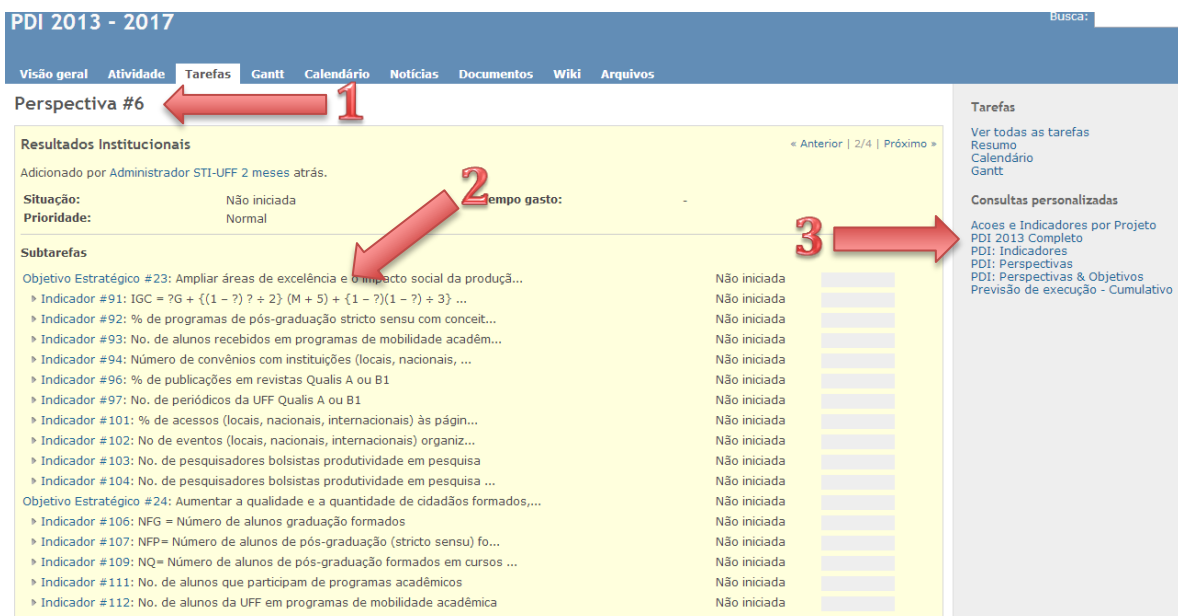 PDI 2013 - 2017
Busca:
Visão geral Atividade Tarefas Gantt Calendário Notícias Documentos Wiki Arquivos
Perspectiva #6
1
Resultados Institucionais
« Anterior | 2/4 | Próximo »
Adicionado por Administrador STI-UFF 2 meses atrás.
2
Situação: Não iniciada empo gasto: -
Prioridade: Normal
Subtarefas
Objetivo Estratégico #23: Ampliar áreas de excelência e o impacto social da produçã... Não iniciada
Indicador #91: IGC = ?G + {(1 – ?) ? ÷ 2} (M + 5) + {1 – ?)(1 – ?) ÷ 3} ... Não iniciada
Indicador #92: % de programas de pós-graduação stricto sensu com conceit... Não iniciada
Indicador #93: No. de alunos recebidos em programas de mobilidade acadêm... Não iniciada
Indicador #94: Número de convênios com instituições (locais, nacionais, ... Não iniciada
Indicador #96: % de publicações em revistas Qualis A ou B1 Não iniciada
Indicador #97: No. de periódicos da UFF Qualis A ou B1 Não iniciada
Indicador #101: % de acessos (locais, nacionais, internacionais) às págin... Não iniciada
Indicador #102: No de eventos (locais, nacionais, internacionais) organiz... Não iniciada
Indicador #103: No. de pesquisadores bolsistas produtividade em pesquisa Não iniciada
Indicador #104: No. de pesquisadores bolsistas produtividade em pesquisa ... Não iniciada
Objetivo Estratégico #24: Aumentar a qualidade e a quantidade de cidadãos formados,... Não iniciada
Indicador #106: NFG = Número de alunos graduação formados Não iniciada
Indicador #107: NFP= Número de alunos de pós-graduação (stricto sensu) fo... Não iniciada
Indicador #109: NQ= Número de alunos de pós-graduação formados em cursos ... Não iniciada
Indicador #111: No. de alunos que participam de programas acadêmicos Não iniciada
Indicador #112: No. de alunos da UFF em programas de mobilidade acadêmica Não iniciada
Tarefas
Ver todas as tarefas
Resumo
Calendário
Gantt
Consultas personalizadas
3
Acoes e Indicadores por Projeto
PDI 2013 Completo
PDI: Indicadores
PDI: Perspectivas
PDI: Perspectivas & Objetivos
Previsão de execução - Cumulativo